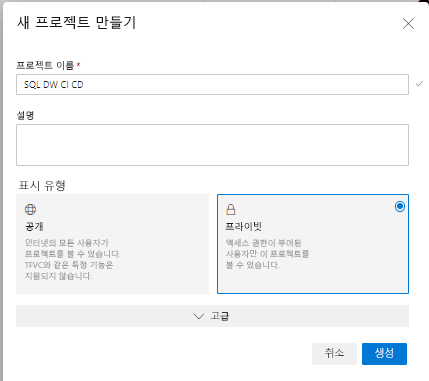 새 프로젝트 만들기
프로젝트 이름 *
SQL DW CI CD
설명
표시 유형
공개
인터넷의 모든 사용자가
프로젝트를 볼 수 있습니다.
TFVC와 같은 특정 기능은
지원되지 않습니다.
프라이빗
액세스 권한이 부여된
사용자만 이 프로젝트를
볼 수 있습니다.
고급
취소
생성